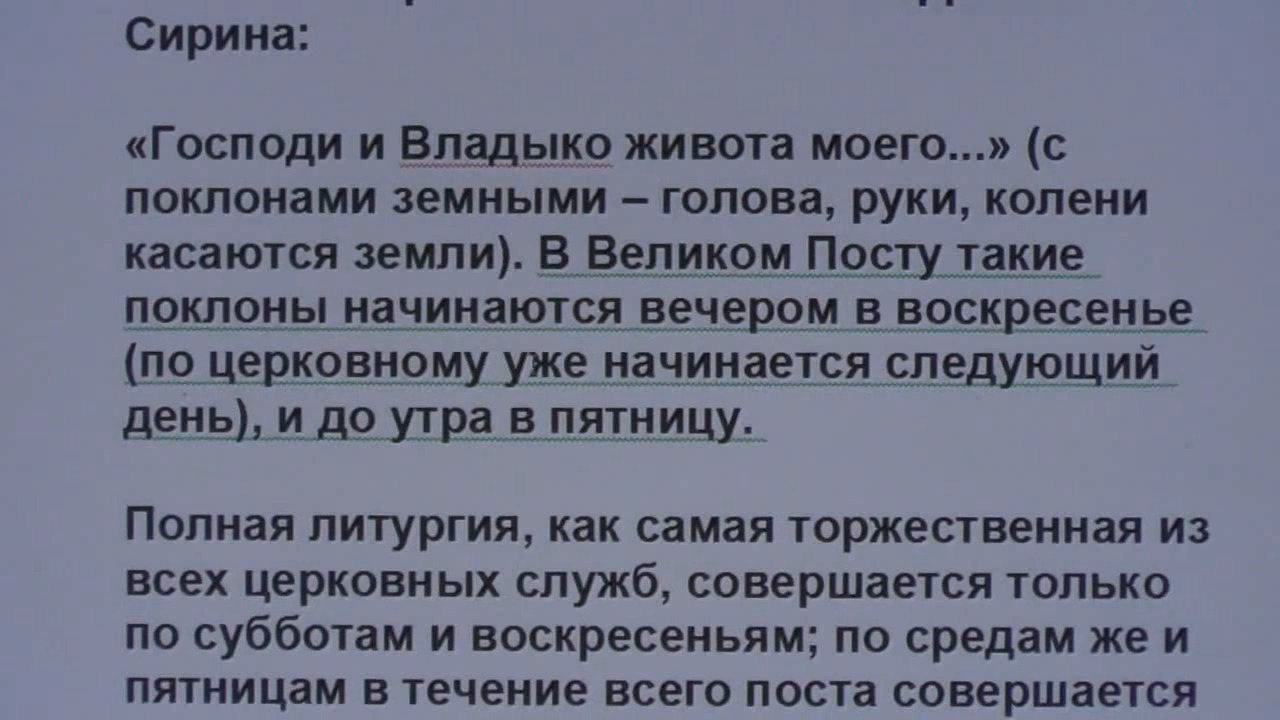 Сирина:
«Господи и Владыко живота моего...» (с
поклонами земными – голова, руки, колени
касаются земли). В Великом Посту такие
поклоны начинаются вечером в воскресенье
(по церковному уже начинается следующий
день), и до утра в пятницу.
Полная литургия, как самая торжественная из
всех церковных служб, совершается только
по субботам и воскресеньям; по средам же и
пятницам в течение всего поста совершается